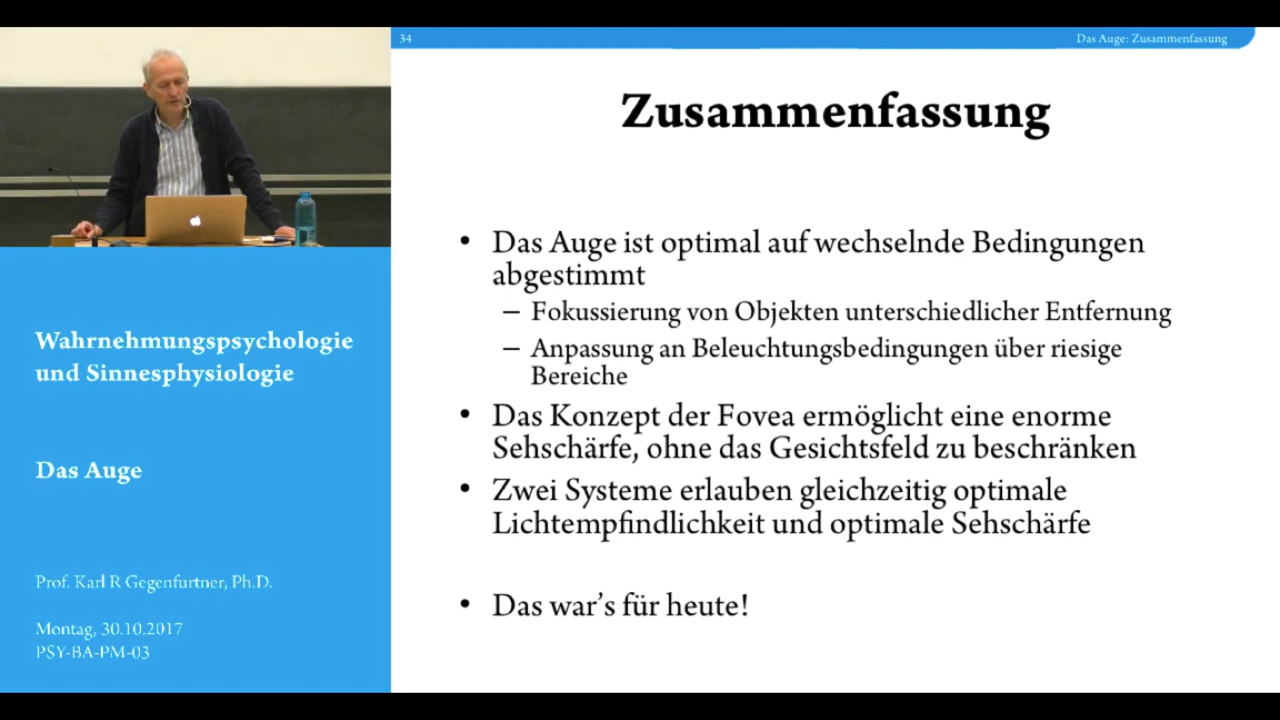 34
Das Auge: Zusammenfassung
Zusammenfassung
• Das Auge ist optimal auf wechselnde Bedingungen
abgestimmt
– Fokussierung von Objekten unterschiedlicher Entfernung
– Anpassung an Beleuchtungsbedingungen über riesige
Bereiche
• Das Konzept der Fovea ermöglicht eine enorme
Sehschärfe, ohne das Gesichtsfeld zu beschränken
• Zwei Systeme erlauben gleichzeitig optimale
Lichtempfindlichkeit und optimale Sehschärfe
• Das war’s für heute!
Wahrnehmungspsychologie
und Sinnesphysiologie
Das Auge
Prof. Karl R Gegenfurtner, Ph.D.
Montag, 30.10.2017
PSY-BA-PM-03